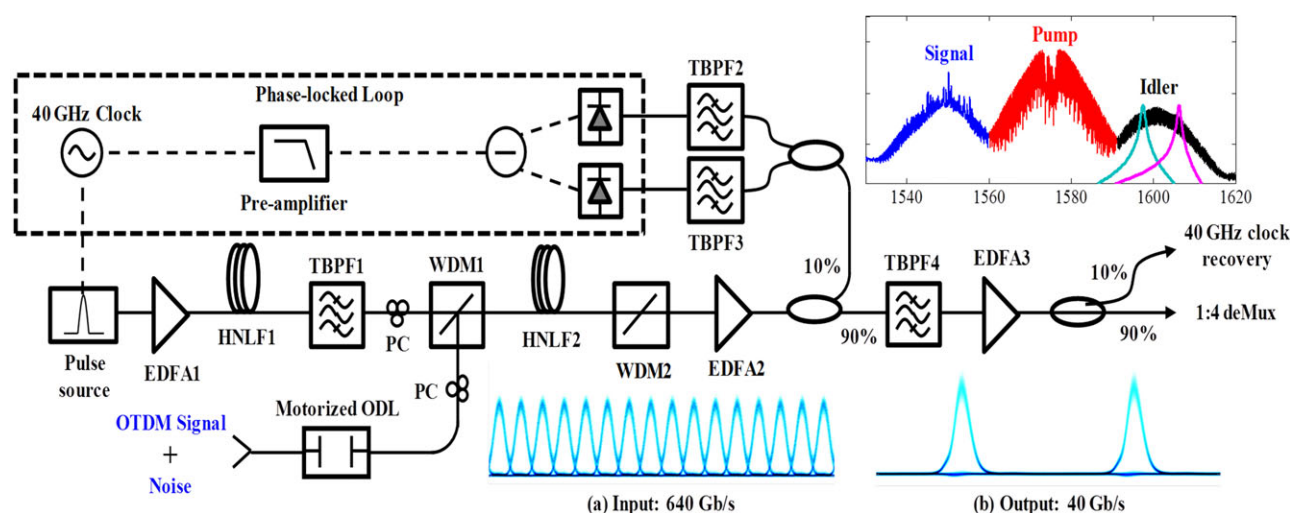 Signal
Pump
Idler
1540
1560
1580
1600
1620
TBPF2
Phase-locked Loop
40 GHz Clock
Pre-amplifier
TBPF3
TBPF1
WDM1
10%
TBPF4
EDFA3
10%
40 GHz clock
recovery
Pulse
source
EDFA1
HNLF1
PC
HNLF2
WDM2
EDFA2
90%
90%
1:4 deMux
PC
Motorized ODL
OTDM Signal
+
Noise
(a) Input: 640 Gb/s
(b) Output: 40 Gb/s